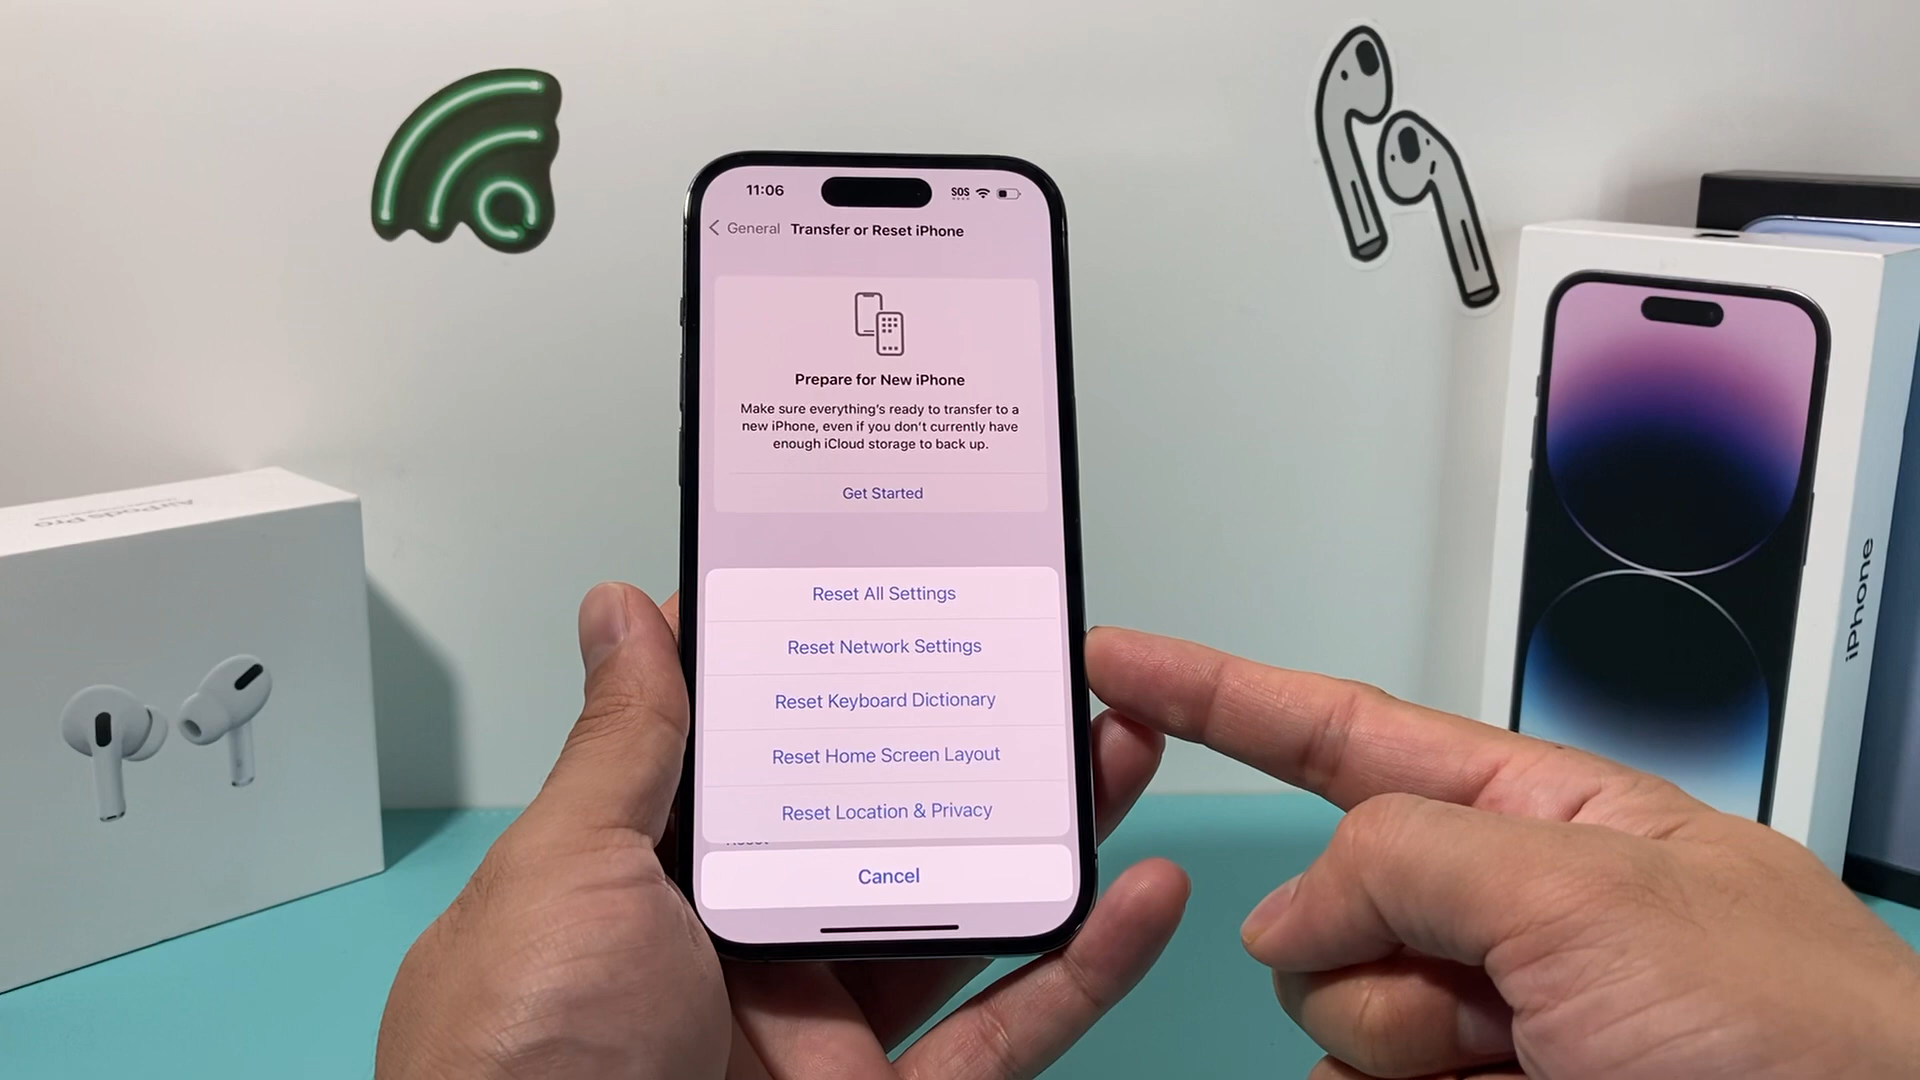 11:06
SOS
General
Transfer or Reset iPhone
Prepare for New iPhone
Make sure everything's ready to transfer to a
new iPhone, even if you don't currently have
enough iCloud storage to back up.
Get Started
Reset All Settings
Reset Network Settings
Reset Keyboard Dictionary
Reset Home Screen Layout
Reset Location & Privacy
Reset
Cancel
AirPods Pro
iPhone